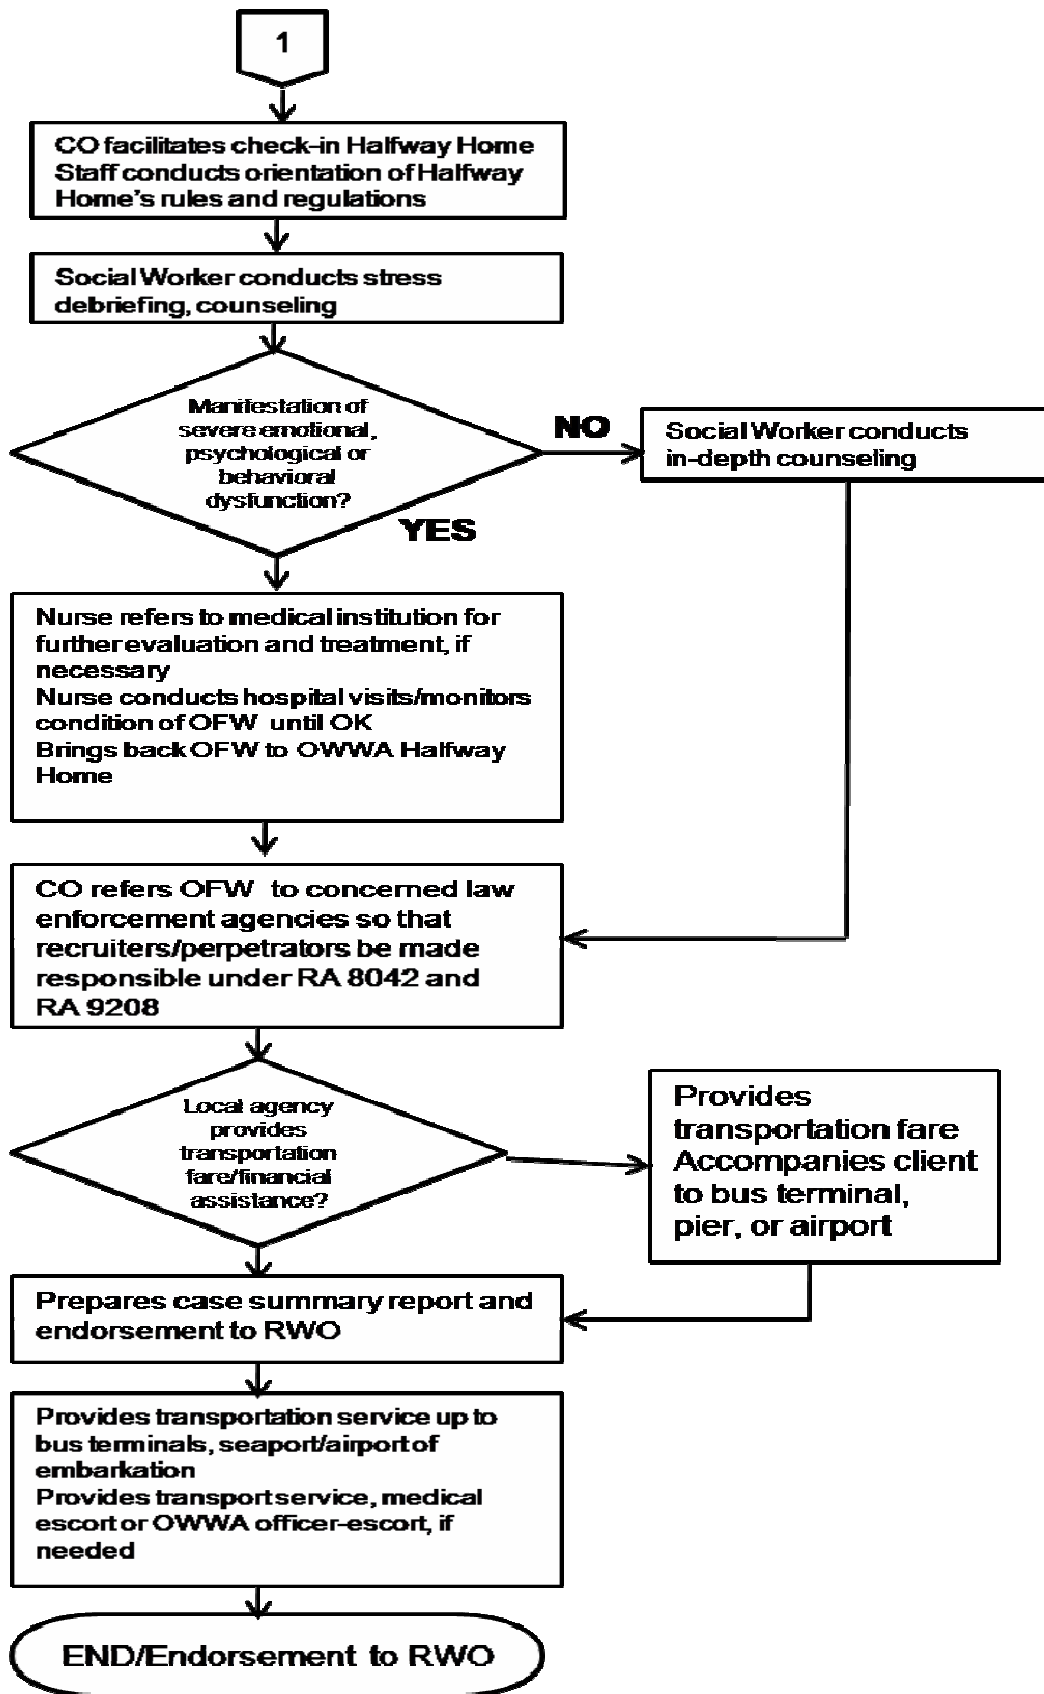 1
CO facilitates check-in Halfway Home
Staff conducts orientation of Halfway
Home's rules and regulations
Social Worker conducts stress
debriefing, counseling
Manifestation of
severe emotional,
psychological or
behavioral
dysfunction?
NO
Social Worker conducts
in-depth counseling
YES
Nurse refers to medical institution for
further evaluation and treatment, if
necessary
Nurse conducts hospital visits/monitors
condition of OFW until OK
Brings back OFW to OWWA Halfway
Home
CO refers OFW to concerned law
enforcement agencies so that
recruiters/perpetrators be made
responsible under RA 8042 and
RA 9208
Local agency
provides
transportation
fare/financial
assistance?
Provides
transportation fare
Accompanies client
to bus terminal,
pier, or airport
Prepares case summary report and
endorsement to RWO
Provides transportation service up to
bus terminals, seaport/airport of
embarkation
Provides transport service, medical
escort or OWWA officer-escort, if
needed
END/Endorsement to RWO